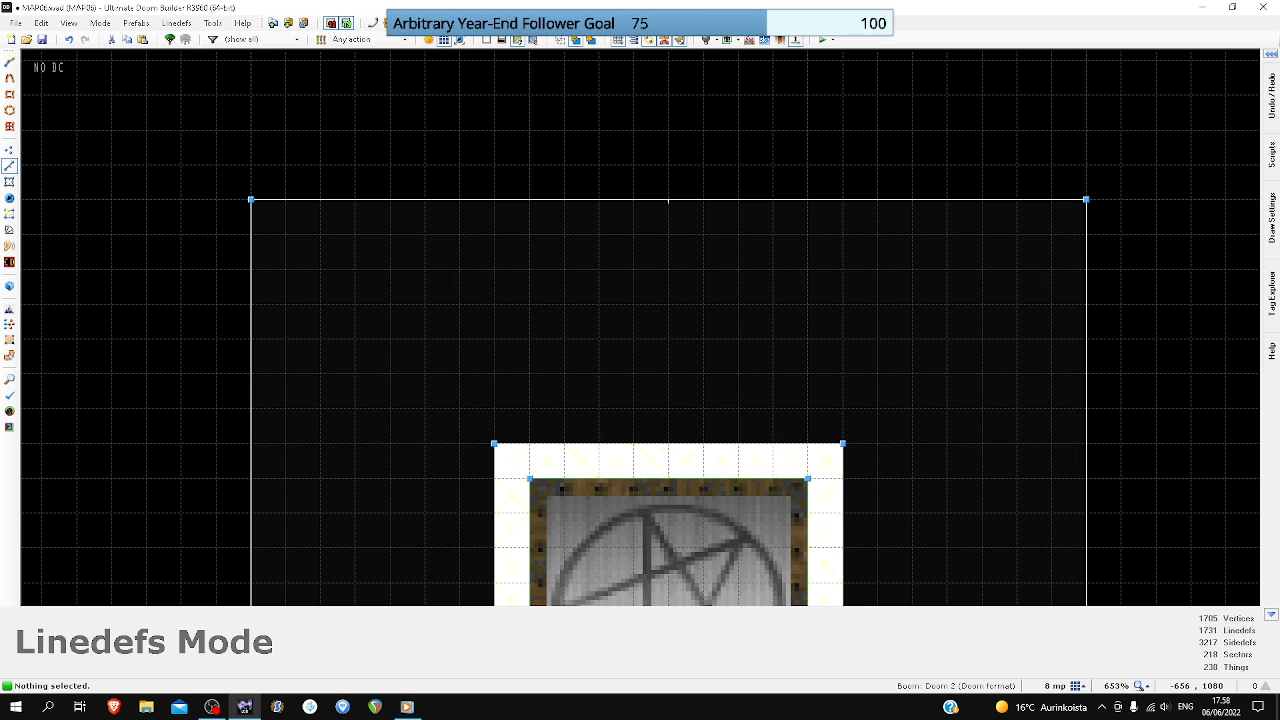 MAP06.wad (MAP06) - Ultimate Doom Builder R3960 (64-bit)
File Edit View Mode Prefabs Linedefs Tools Help
Arbitrary Year-End Follower Goal 75 100
(show all)
Any action
NO DC
Undo / Redo
Scripts
Draw Settings
Tag Explorer
Help
Linedefs Mode
1705 Vertices
1731 Linedefs
3217 Sidedefs
218 Sectors
230 Things
Nothing selected.
Boom: Doom 2 (Doom format)
8 mp
653%
-656 , 1080
0
16°C Aurinkoista
ENG
17.58
06/06/2022